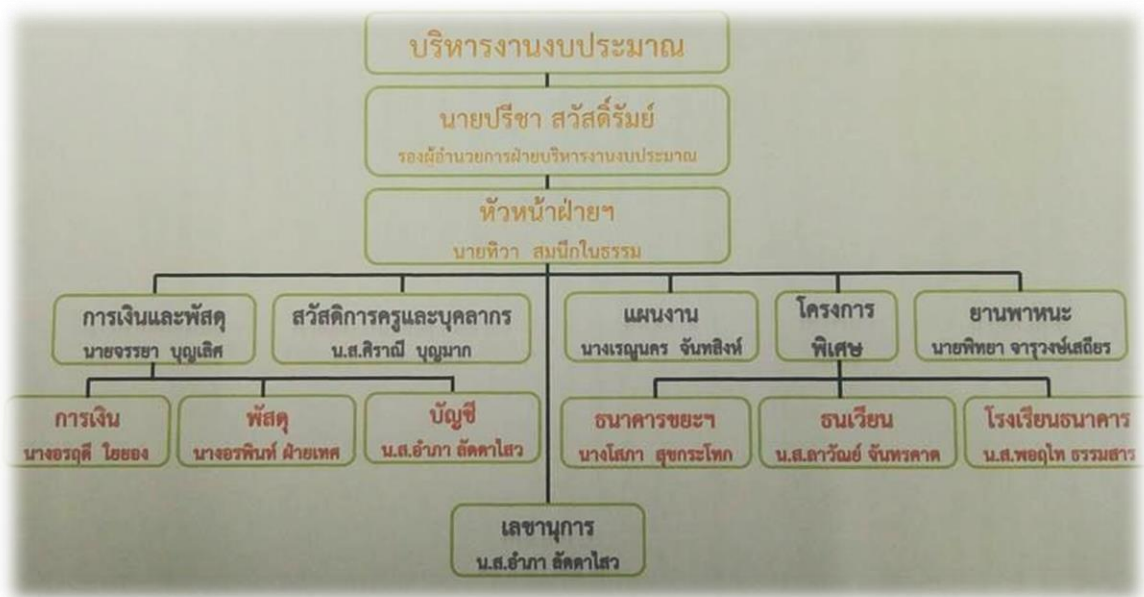 บริหารงานงบประมาณ
นายปรีชา สวัสดิ์รัมย์
รองผู้อำนวยการฝ่ายบริหารงานงบประมาณ
หัวหน้าฝ่ายฯ
นายทิวา สมนึกในธรรม
การเงินและพัสดุ
นายจรรยา บุญเลิศ
สวัสดิการครูและบุคลากร
น.ส.ศิราณี บุญมาก
แผนงาน
นางเรณูนคร จันทสิงห์
โครงการ
พิเศษ
ยานพาหนะ
นายพิทยา จารุวงษ์เสถียร
การเงิน
นางอรฤดี ใยยอง
พัสดุ
นางอรพินท์ ฝ่ายเทศ
บัญชี
น.ส.อำภา ลัดดาไสว
ธนาคารขยะฯ
นางโสภา สุขกระโทก
ธนเวียน
น.ส.ลาวัณย์ จันทรคาด
โรงเรียนธนาคาร
น.ส.พอฤไท ธรรมสาร
เลขานุการ
น.ส.อำภา ลัดดาไสว